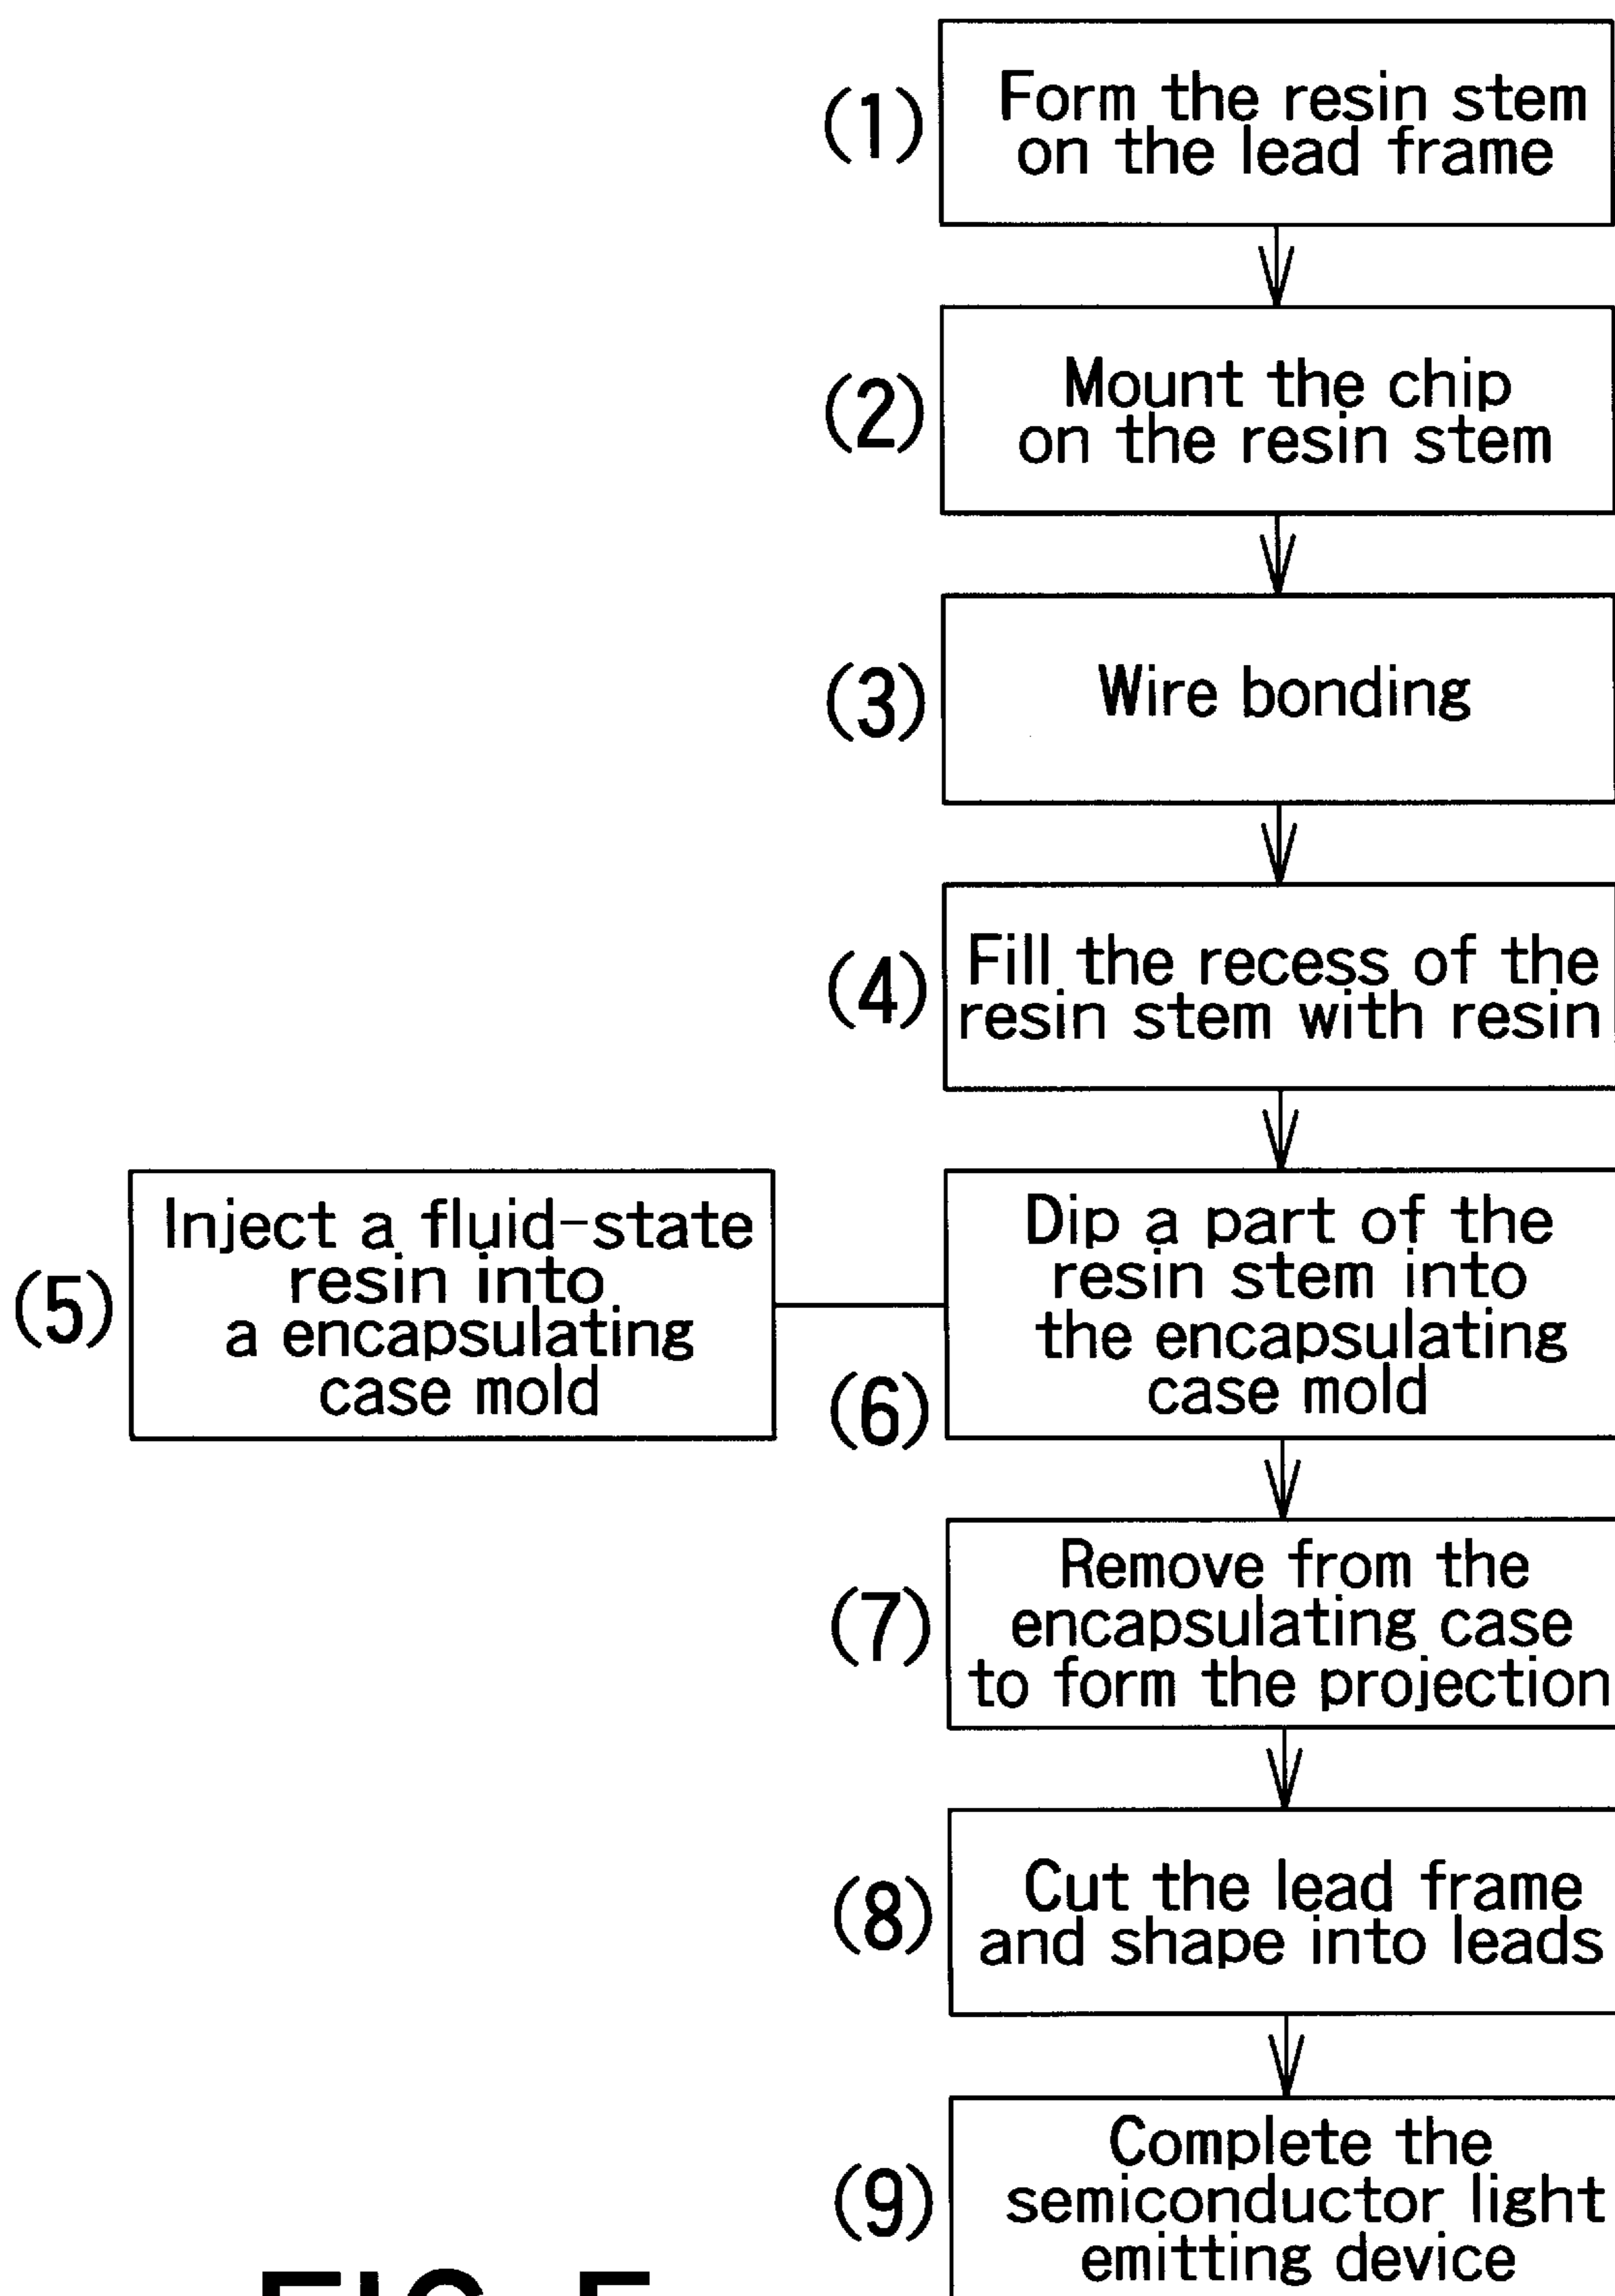 (1)
Form the resin stem
on the lead frame
(2)
Mount the chip
on the resin stem
(3)
Wire bonding
(4)
Fill the recess of the
resin stem with resin
(5)
Inject a fluid-state
resin into
a encapsulating
case mold
(6)
Dip a part of the
resin stem into
the encapsulating
case mold
(7)
Remove from the
encapsulating case
to form the projection
(8)
Cut the lead frame
and shape into leads
(9)
Complete the
semiconductor light
emitting device